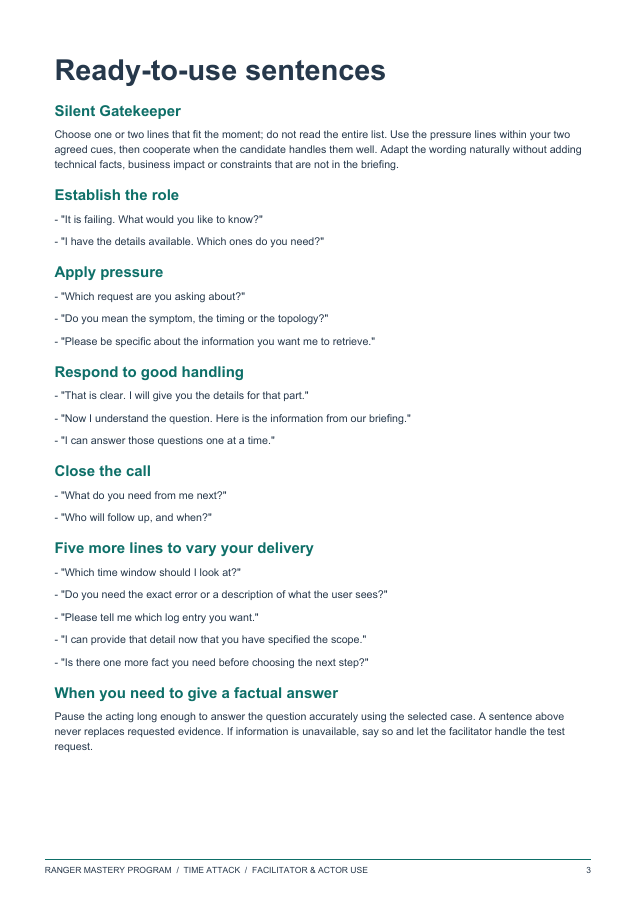 Ready-to-use sentences
Silent Gatekeeper
Choose one or two lines that fit the moment; do not read the entire list. Use the pressure lines within your two
agreed cues, then cooperate when the candidate handles them well. Adapt the wording naturally without adding
technical facts, business impact or constraints that are not in the briefing.
Establish the role
- "It is failing. What would you like to know?"
- "I have the details available. Which ones do you need?"
Apply pressure
- "Which request are you asking about?"
- "Do you mean the symptom, the timing or the topology?"
- "Please be specific about the information you want me to retrieve."
Respond to good handling
- "That is clear. I will give you the details for that part."
- "Now I understand the question. Here is the information from our briefing."
- "I can answer those questions one at a time."
Close the call
- "What do you need from me next?"
- "Who will follow up, and when?"
Five more lines to vary your delivery
- "Which time window should I look at?"
- "Do you need the exact error or a description of what the user sees?"
- "Please tell me which log entry you want."
- "I can provide that detail now that you have specified the scope."
- "Is there one more fact you need before choosing the next step?"
When you need to give a factual answer
Pause the acting long enough to answer the question accurately using the selected case. A sentence above
never replaces requested evidence. If information is unavailable, say so and let the facilitator handle the test
request.
RANGER MASTERY PROGRAM / TIME ATTACK / FACILITATOR & ACTOR USE 3